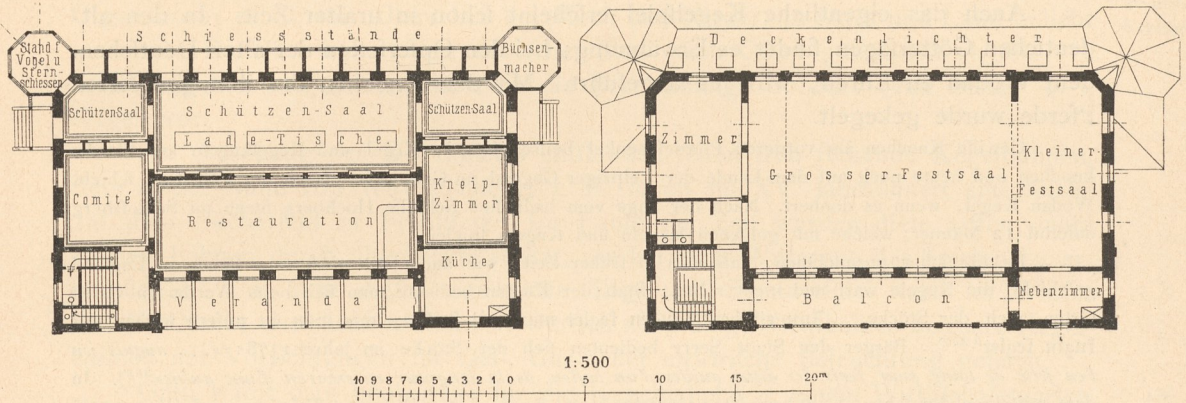 Schiessstände
Stand f.
Vogel u
Stern-
schiessen
Büchsen-
macher
Schützen-Saal
Schützen-Saal
Lade-Tische.
Schützen-Saal
Comité
Restauration
Kneip-
Zimmer
Küche
Veranda
Deckenlichter
Zimmer
Grosser-Festsaal
Kleiner-
Festsaal
Balcon
Nebenzimmer
1:500
10 9 8 7 6 5 4 3 2 1 0 5 10 15 20m